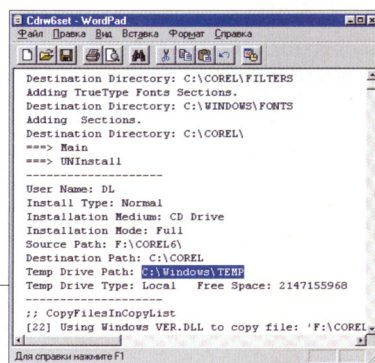 Cdrw6set - WordPad
Файл Правка Вид Вставка Формат Справка
Destination Directory: C:\COREL\FILTERS
Adding TrueType Fonts Sections.
Destination Directory: C:\WINDOWS\FONTS
Adding  Sections.
Destination Directory: C:\COREL\
===> Main
===> UNInstall
--------------------
User Name: DL
Install Type: Normal
Installation Medium: CD Drive
Installation Mode: Full
Source Path: F:\COREL6\
Destination Path: C:\COREL
Temp Drive Path: C:\Windows\TEMP
Temp Drive Type: Local   Free Space: 2147155968
--------------------
;; CopyFilesInCopyList
[22] Using Windows VER.DLL to copy file: 'F:\COREL
Для справки нажмите F1